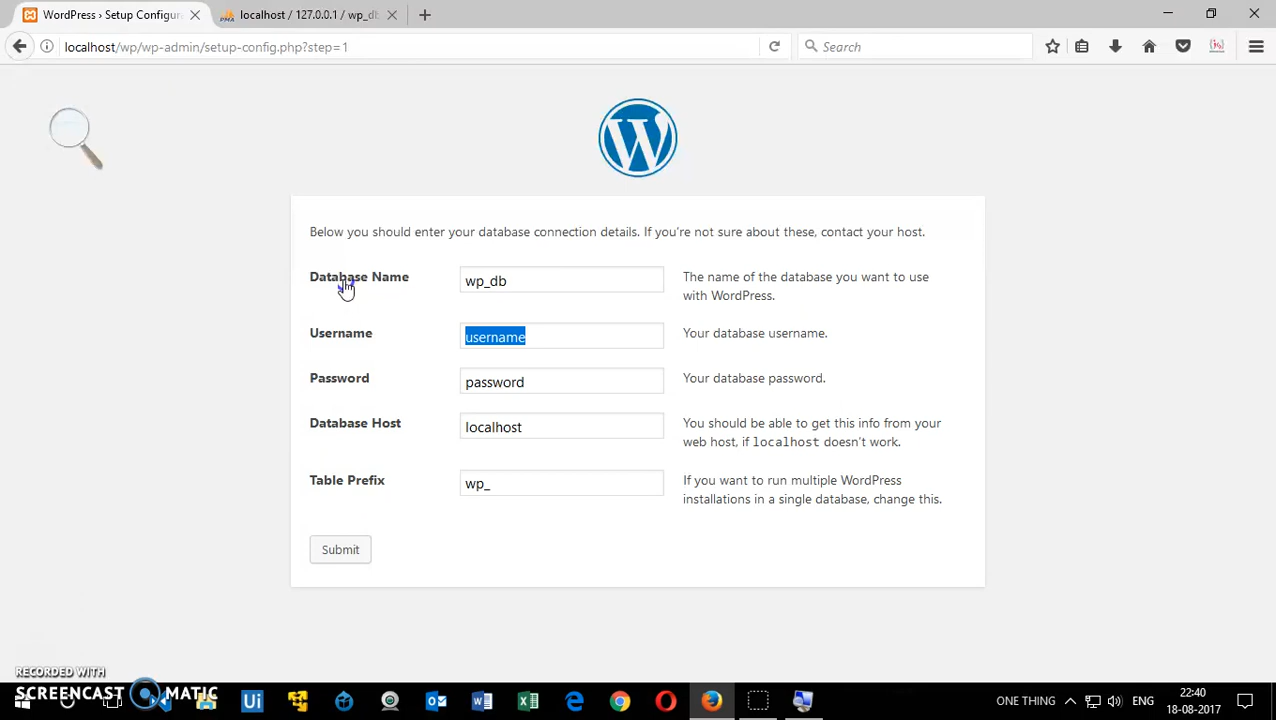 WordPress › Setup Configura
localhost / 127.0.0.1 / wp_db
localhost/wp/wp-admin/setup-config.php?step=1
Search
Below you should enter your database connection details. If you're not sure about these, contact your host.
Database Name
wp_db
The name of the database you want to use
with WordPress.
Username
username
Your database username.
Password
password
Your database password.
Database Host
localhost
You should be able to get this info from your
web host, if localhost doesn't work.
Table Prefix
wp_
If you want to run multiple WordPress
installations in a single database, change this.
Submit
RECORDED WITH
SCREENCAST MATIC
Ui
ONE THING
ENG
22:40
18-08-2017